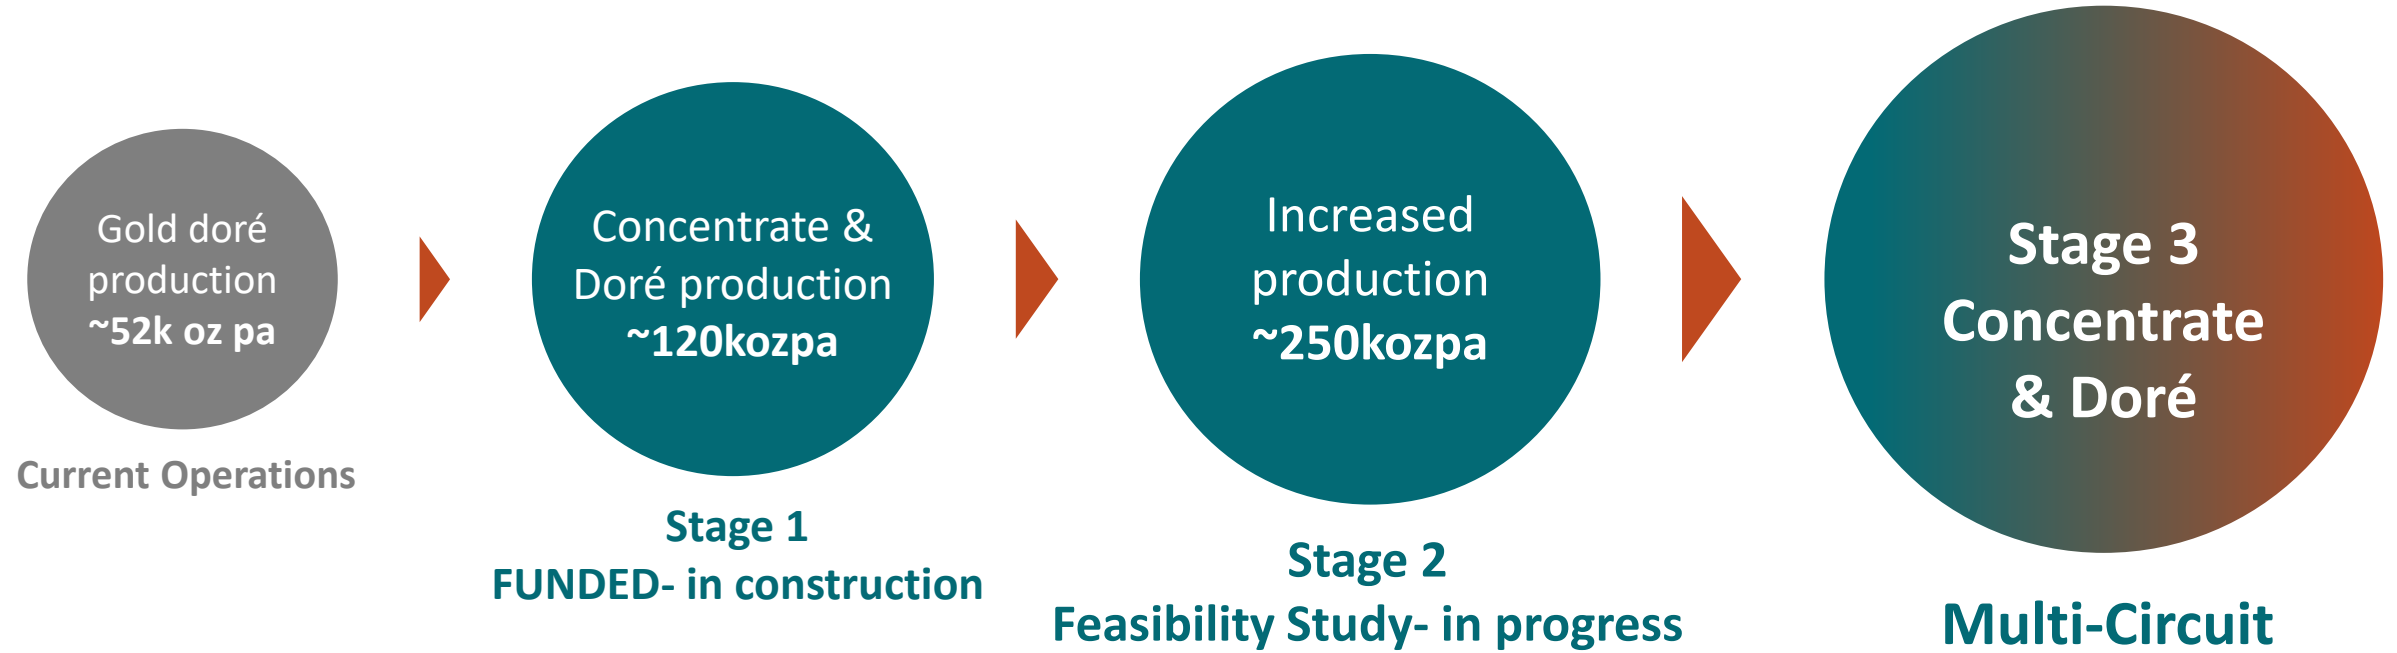 Gold doré
production
~52k oz pa
Current Operations
Concentrate &
Doré production
~120kozpa
Stage 1
FUNDED- in construction
Increased
production
~250kozpa
Stage 2
Feasibility Study- in progress
Stage 3
Concentrate
& Doré
Multi-Circuit